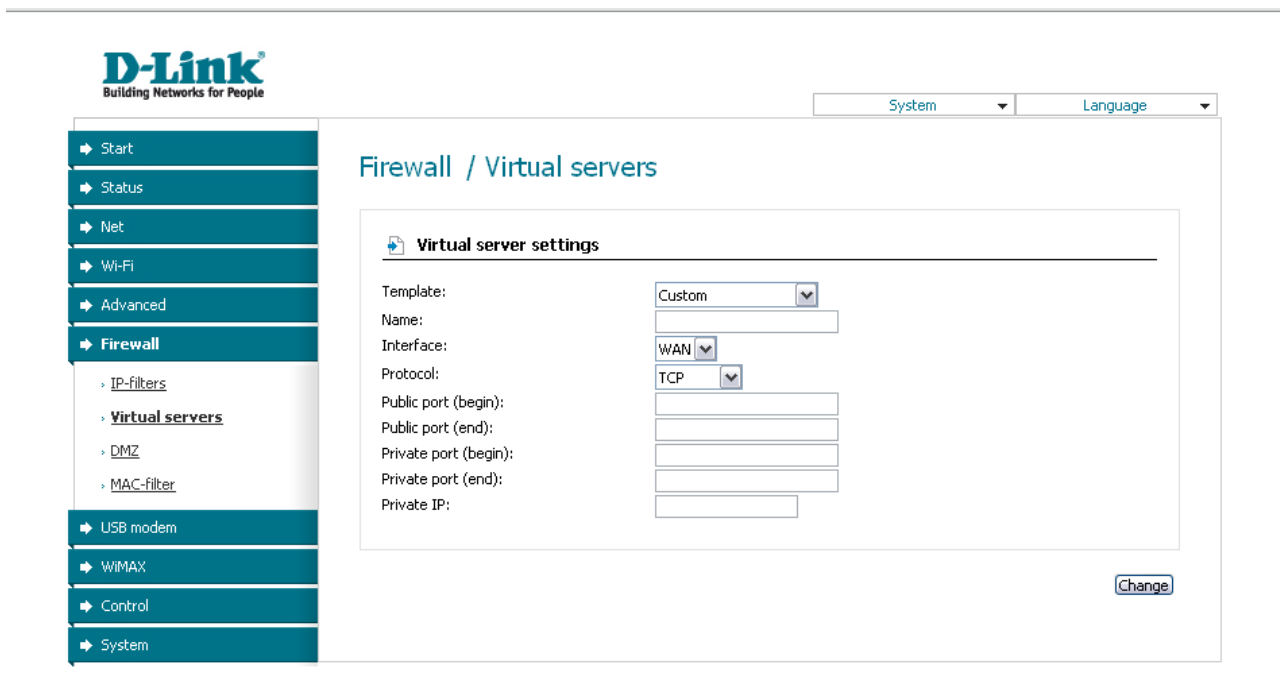 D-Link
Building Networks for People
System Language
Start
Status
Net
Wi-Fi
Advanced
Firewall
IP-filters
Virtual servers
DMZ
MAC-filter
USB modem
WiMAX
Control
System
Firewall / Virtual servers
Virtual server settings
Template: Custom
Name:
Interface: WAN
Protocol: TCP
Public port (begin):
Public port (end):
Private port (begin):
Private port (end):
Private IP:
Change